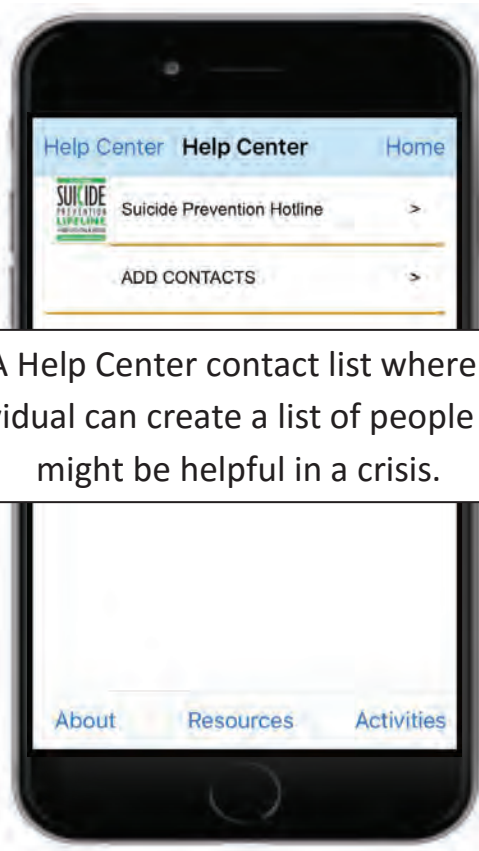 Help Center Help Center Home
SUICIDE
PREVENTION
LIFELINE
Suicide Prevention Hotline >
ADD CONTACTS >
A Help Center contact list where
vidual can create a list of people
might be helpful in a crisis.
About Resources Activities